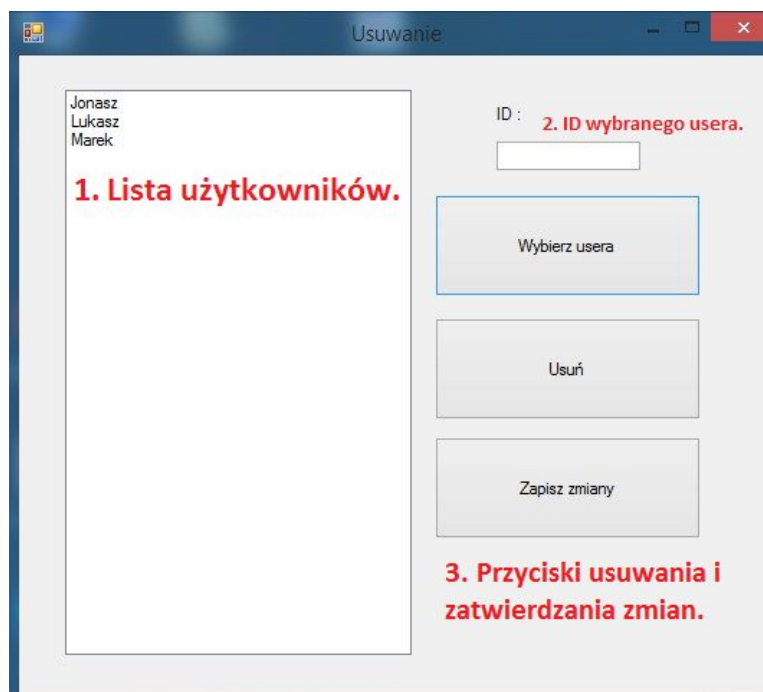 Usuwanie
Jonasz
Lukasz
Marek
1. Lista użytkowników.
ID :
2. ID wybranego usera.
Wybierz usera
Usuń
Zapisz zmiany
3. Przyciski usuwania i
zatwierdzania zmian.